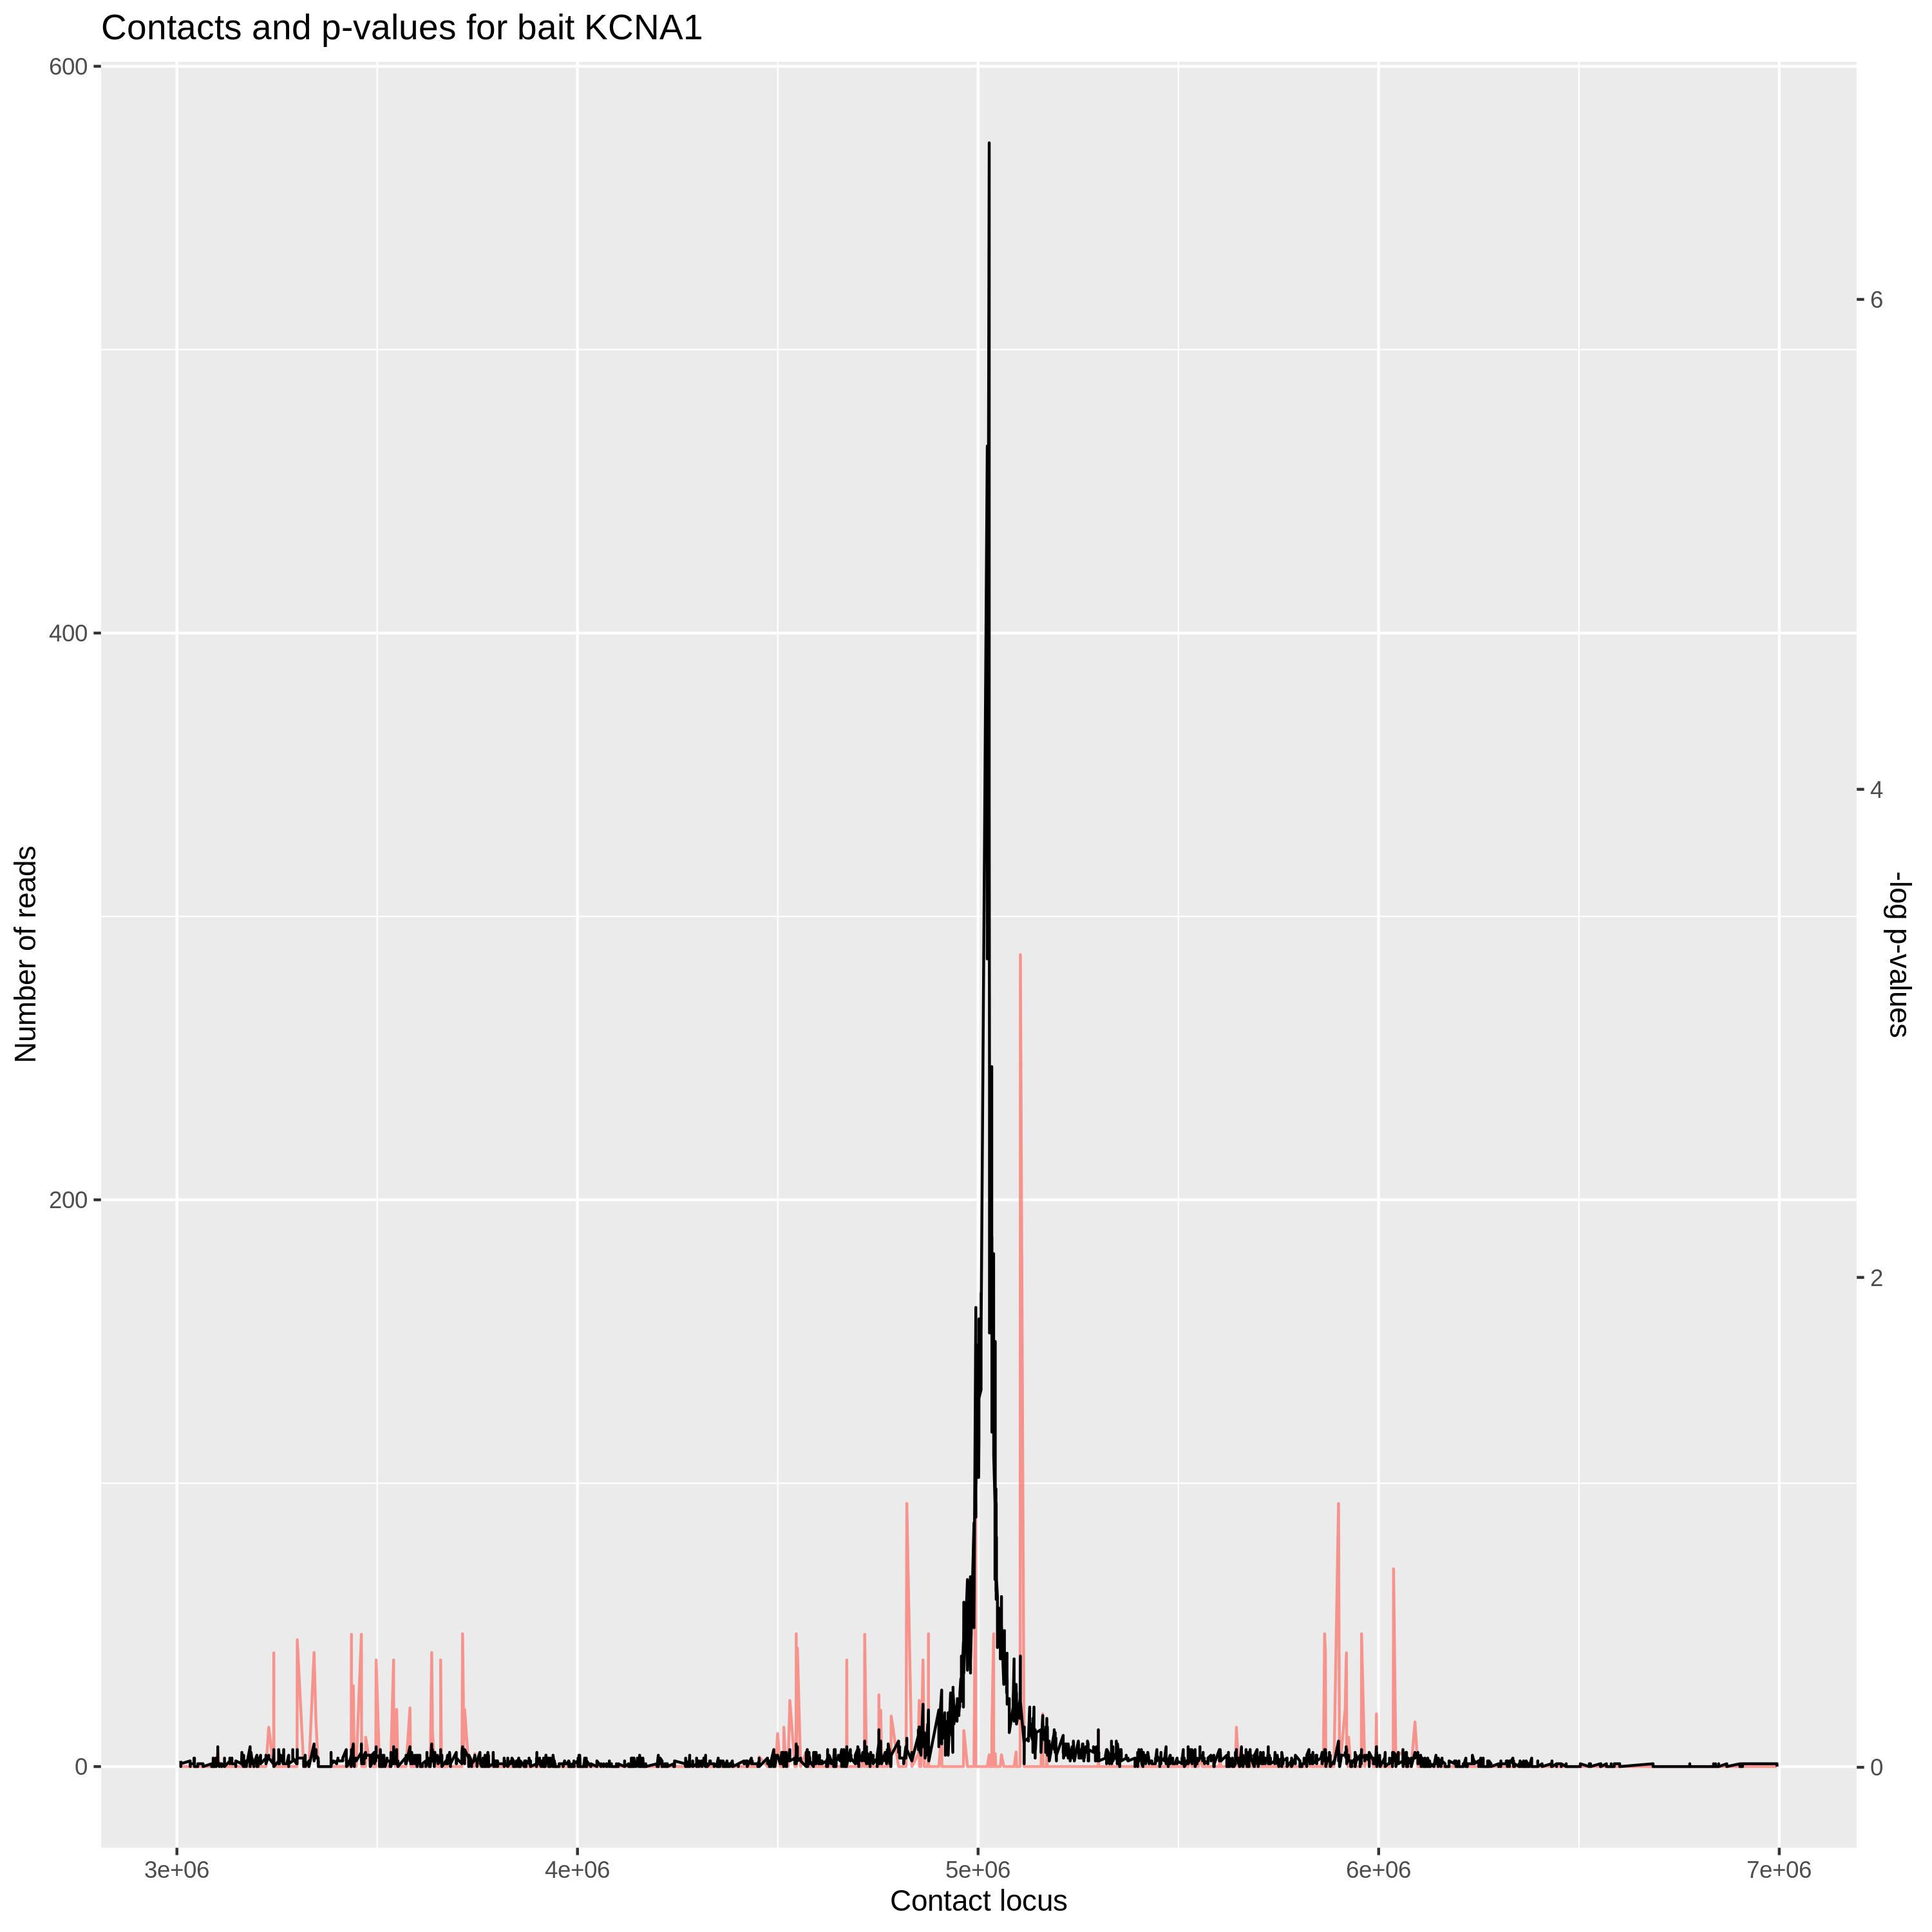 Contacts and p-values for bait KCNA1
600
400
200
0
Number of reads
6
4
2
0
-log p-values
3e+06 4e+06 5e+06 6e+06 7e+06
Contact locus